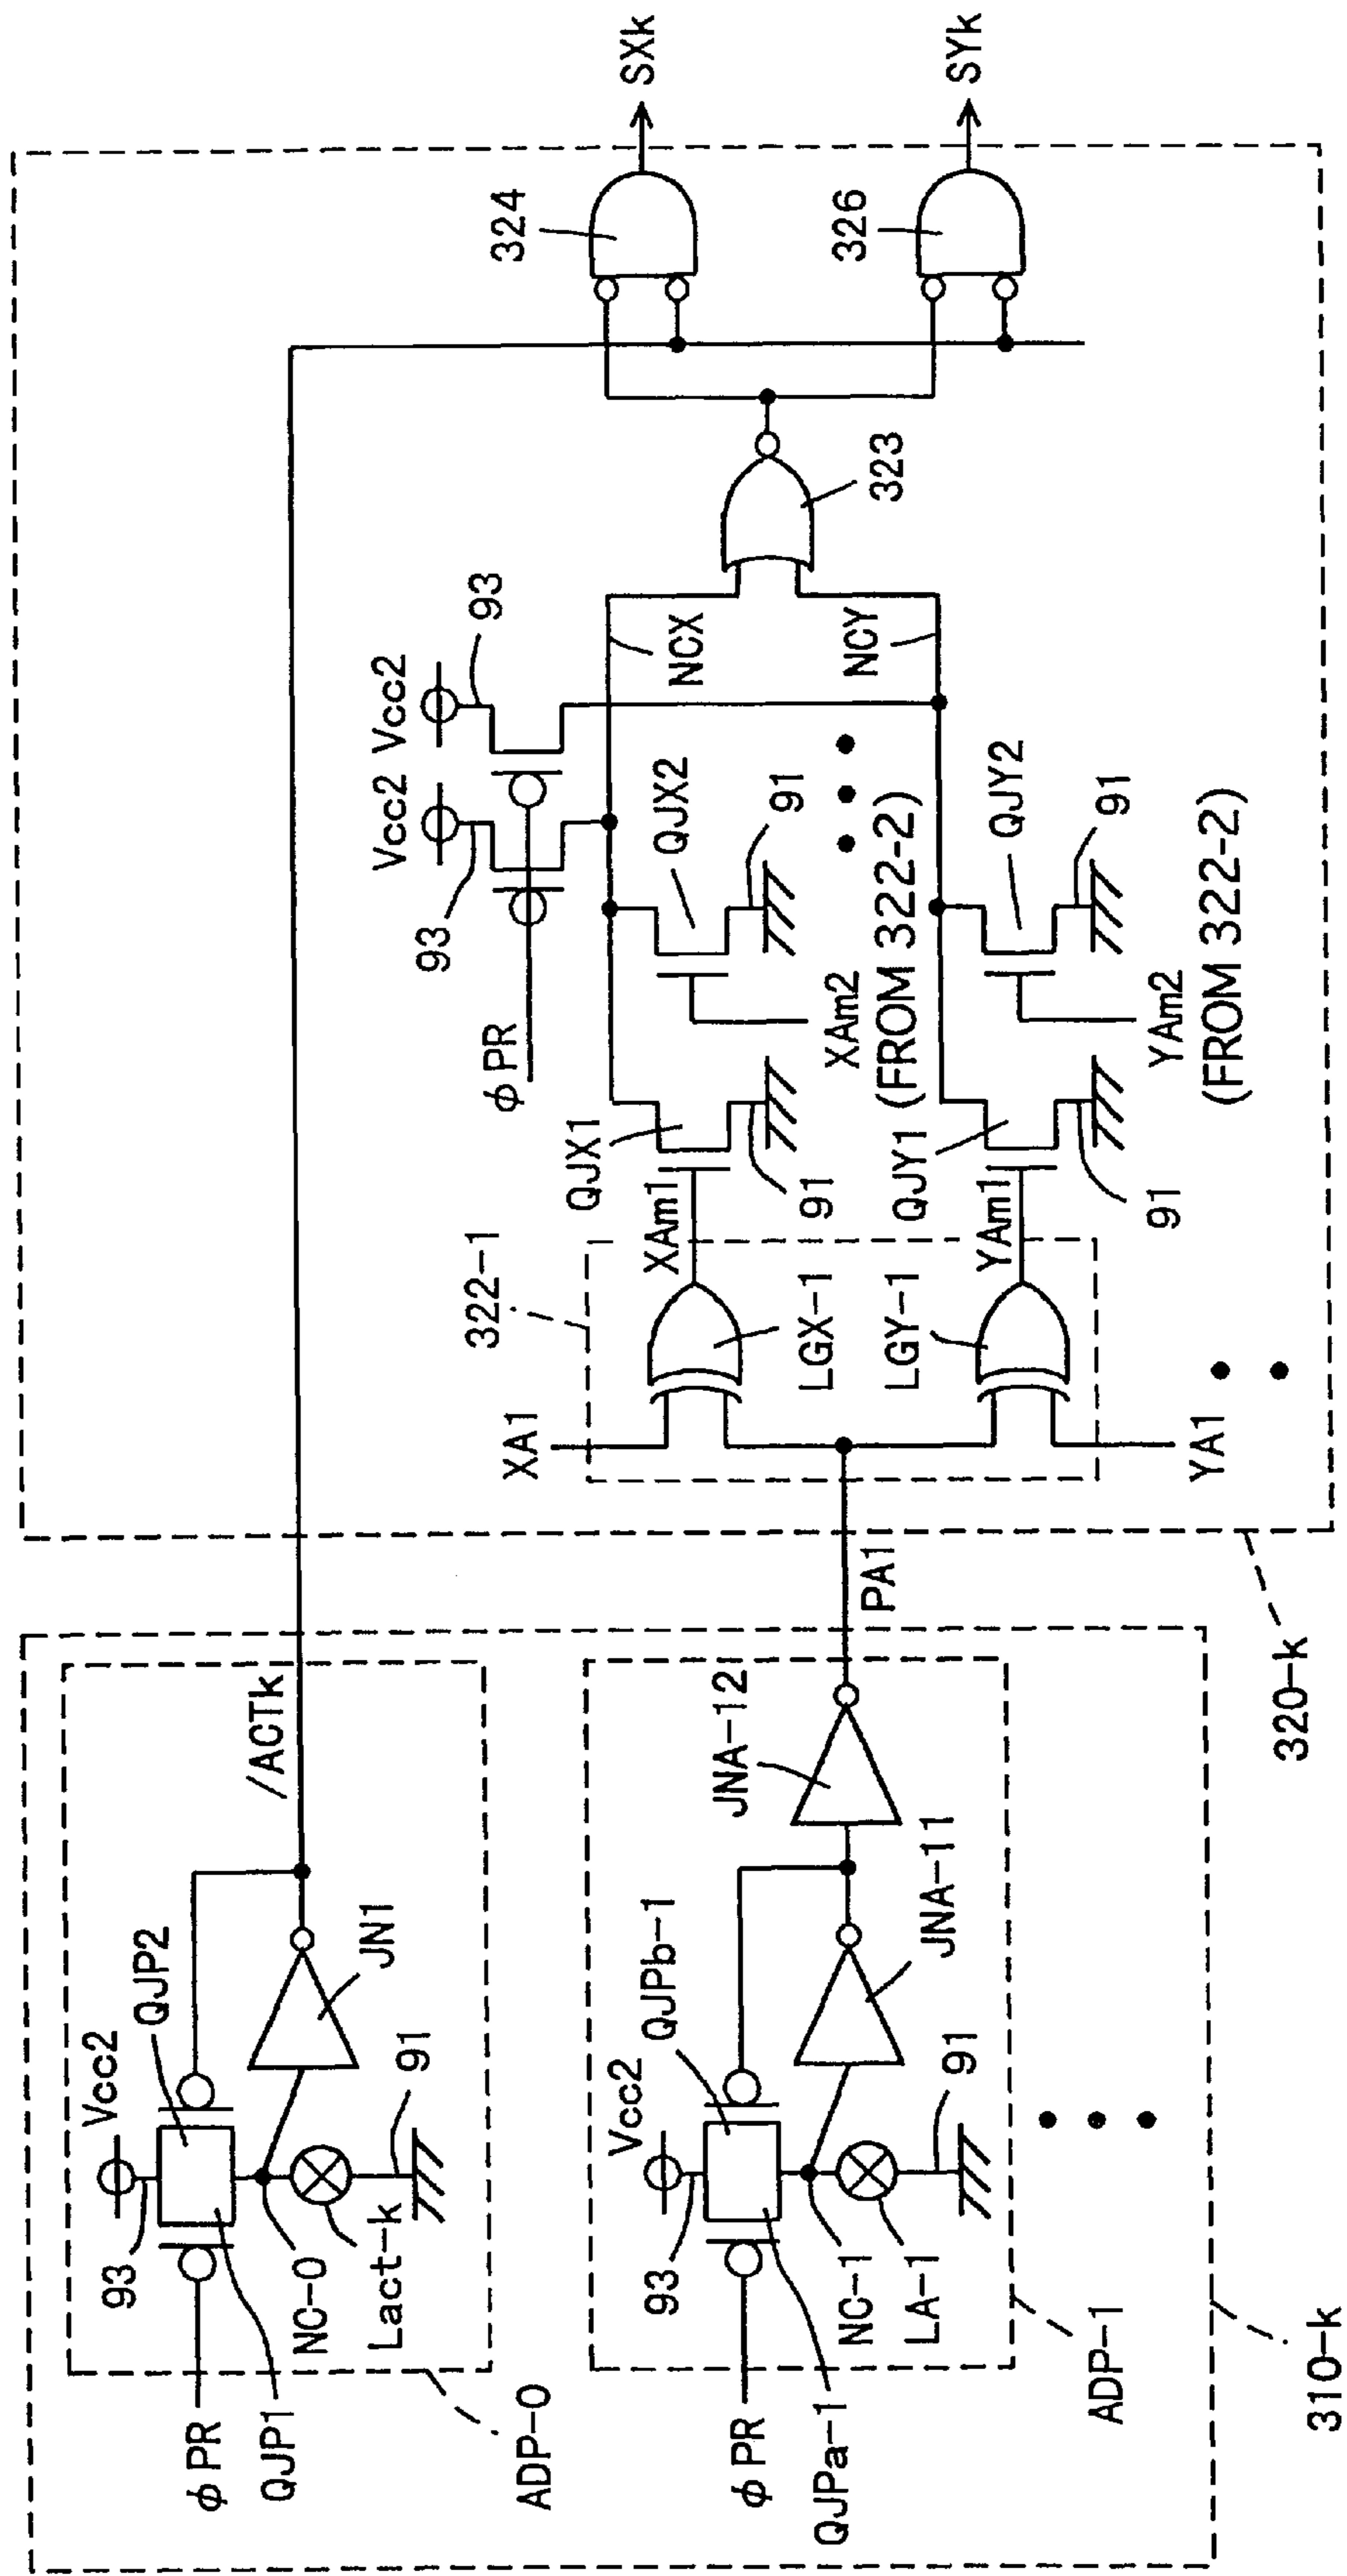 φPR
QJP1
93
Vcc2
QJP2
NC-0
Lact-k
91
JN1
/ACTk
ADP-0
φPR
QJPa-1
93
Vcc2
QJPb-1
NC-1
LA-1
91
JNA-11
JNA-12
PA1
ADP-1
310-k
320-k
322-1
XA1
YA1
LGX-1
LGY-1
XAm1
YAm1
QJX1
91
QJY1
91
φPR
93
Vcc2
Vcc2
93
QJX2
91
XAm2
(FROM 322-2)
QJY2
91
YAm2
(FROM 322-2)
NCX
NCY
323
324
326
SXk
SYk